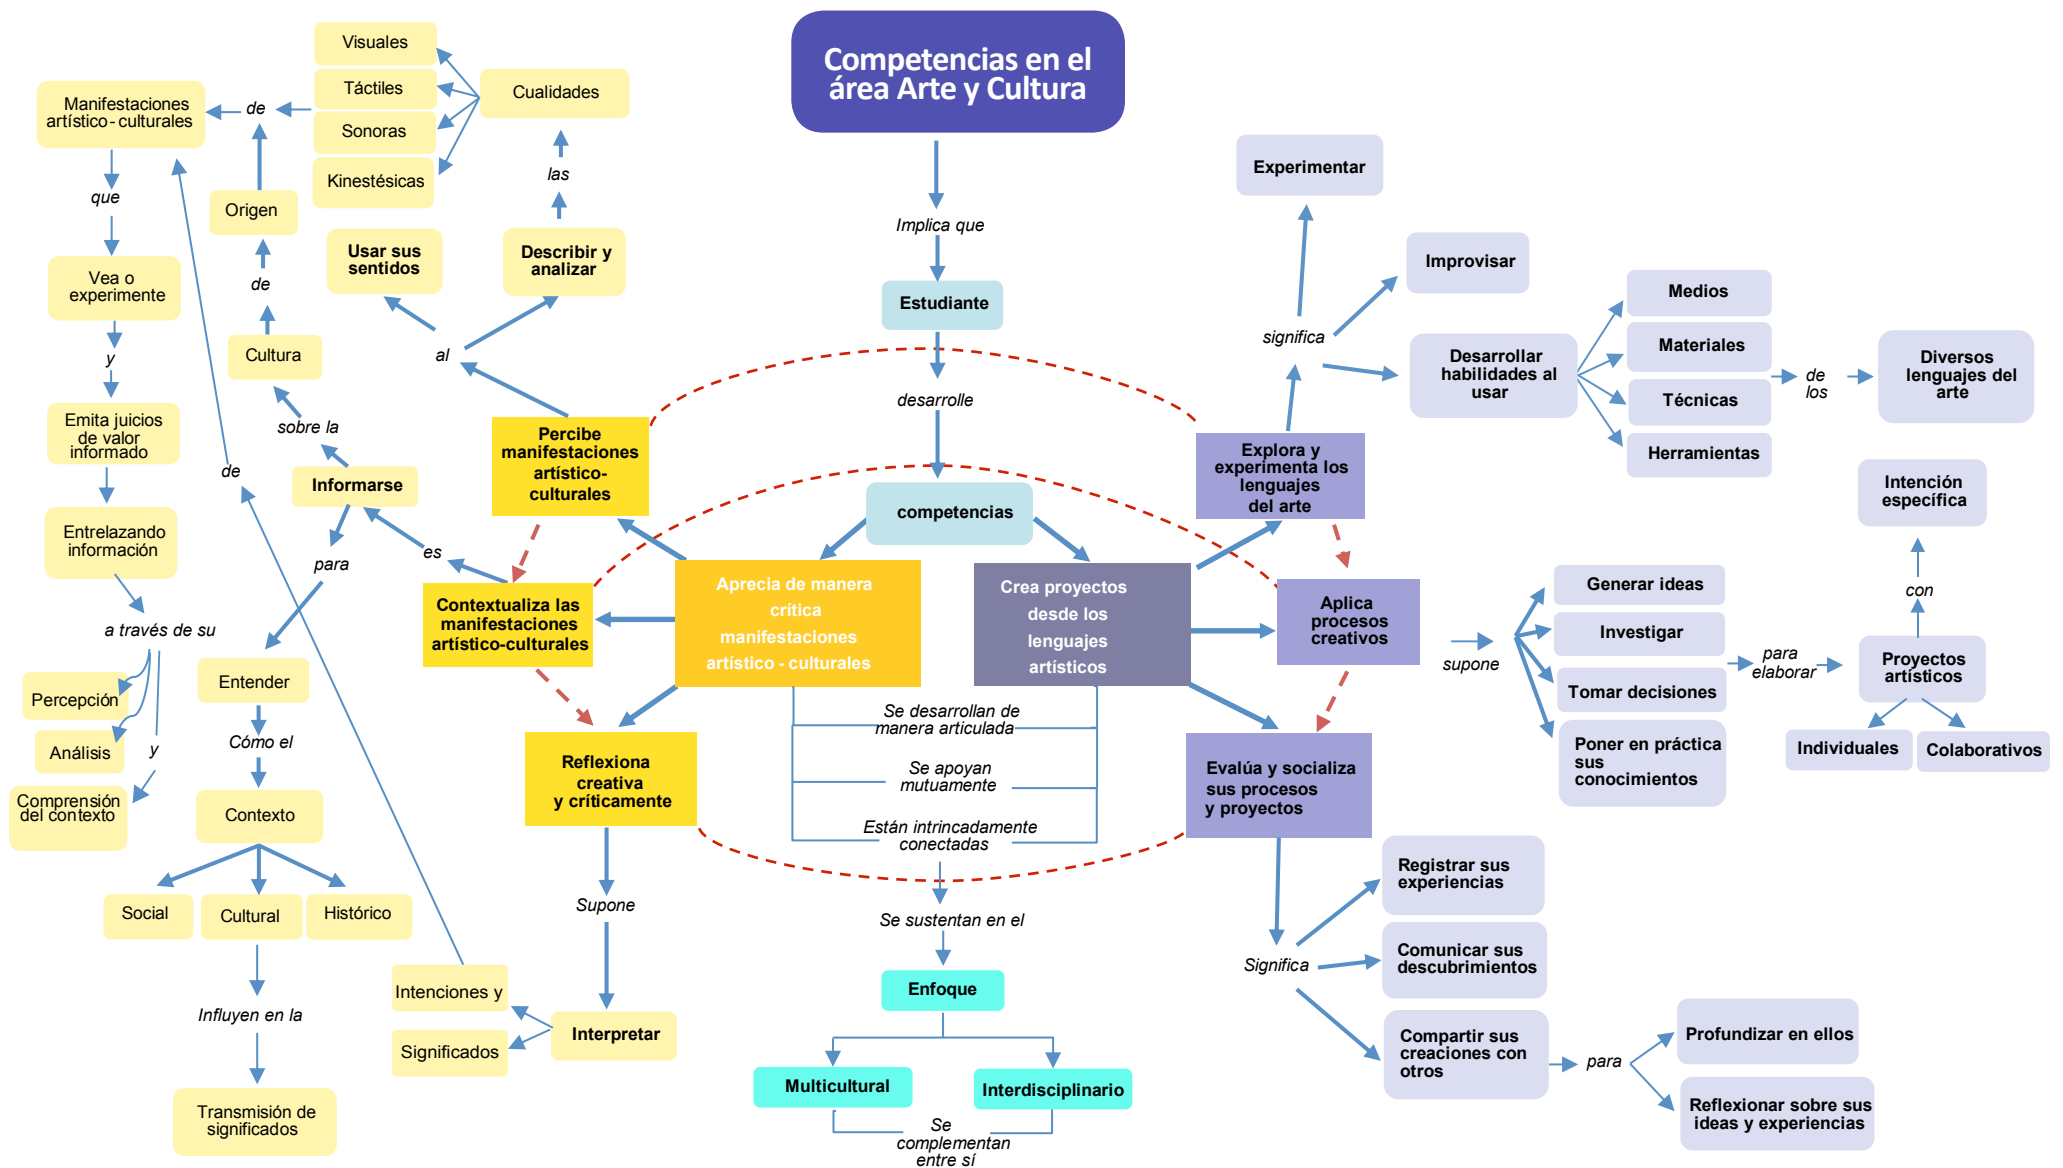 Competencias en el
área Arte y Cultura
Implica que
Estudiante
desarrolle
competencias
Aprecia de manera
crítica
manifestaciones
artístico - culturales
Crea proyectos
desde los
lenguajes
artísticos
Se desarrollan de
manera articulada
Se apoyan
mutuamente
Están intrincadamente
conectadas
Se sustentan en el
Enfoque
Multicultural
Interdisciplinario
Se
complementan
entre sí
Percibe
manifestaciones
artístico-
culturales
al
Usar sus
sentidos
Describir y
analizar
las
Cualidades
Visuales
Táctiles
Sonoras
Kinestésicas
de
Manifestaciones
artístico - culturales
que
Vea o
experimente
y
Emita juicios
de valor
informado
Entrelazando
información
a través de su
Percepción
Análisis
y
Comprensión
del contexto
Contextualiza las
manifestaciones
artístico-culturales
es
Informarse
sobre la
Cultura
de
Origen
para
Entender
Cómo el
Contexto
Social
Cultural
Histórico
Influyen en la
Transmisión de
significados
Reflexiona
creativa
y críticamente
Supone
Interpretar
Intenciones y
Significados
de
Explora y
experimenta los
lenguajes
del arte
significa
Experimentar
Improvisar
Desarrollar
habilidades al
usar
Medios
Materiales
Técnicas
Herramientas
de
los
Diversos
lenguajes del
arte
Aplica
procesos
creativos
supone
Generar ideas
Investigar
Tomar decisiones
Poner en práctica
sus
conocimientos
para
elaborar
Proyectos
artísticos
con
Intención
específica
Individuales
Colaborativos
Evalúa y socializa
sus procesos
y proyectos
Significa
Registrar sus
experiencias
Comunicar sus
descubrimientos
Compartir sus
creaciones con
otros
para
Profundizar en ellos
Reflexionar sobre sus
ideas y experiencias